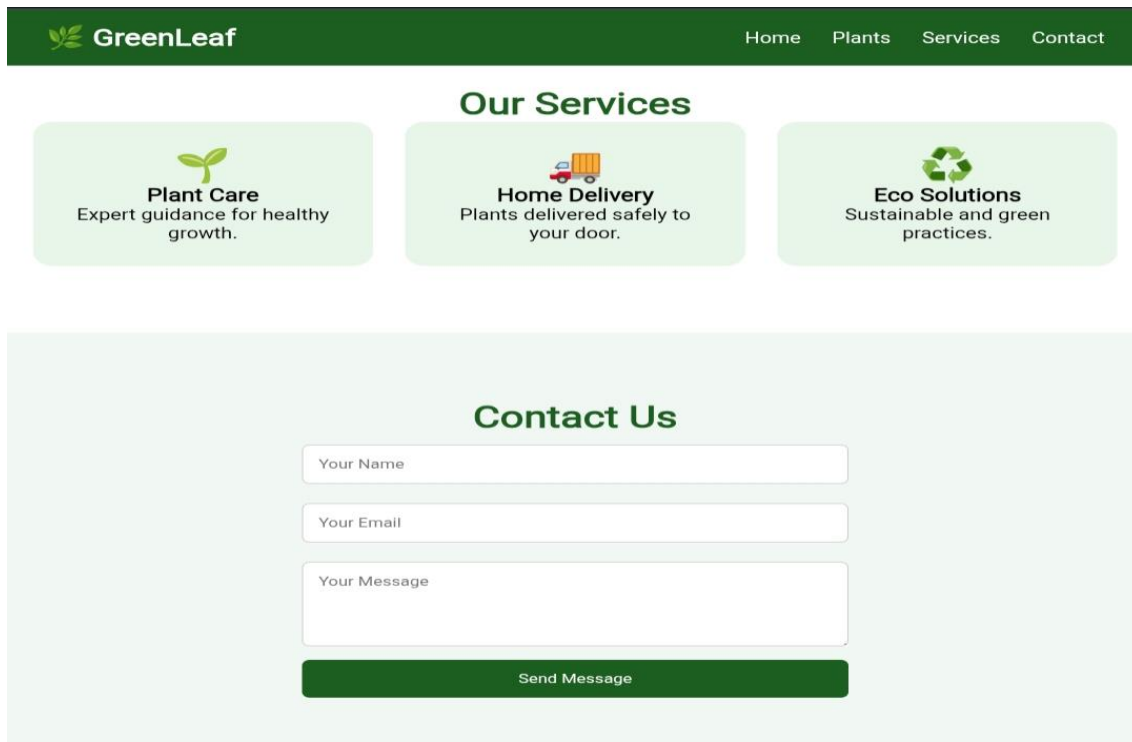 GreenLeaf
Home Plants Services Contact
Our Services
Plant Care
Expert guidance for healthy
growth.
Home Delivery
Plants delivered safely to
your door.
Eco Solutions
Sustainable and green
practices.
Contact Us
Your Name
Your Email
Your Message
Send Message